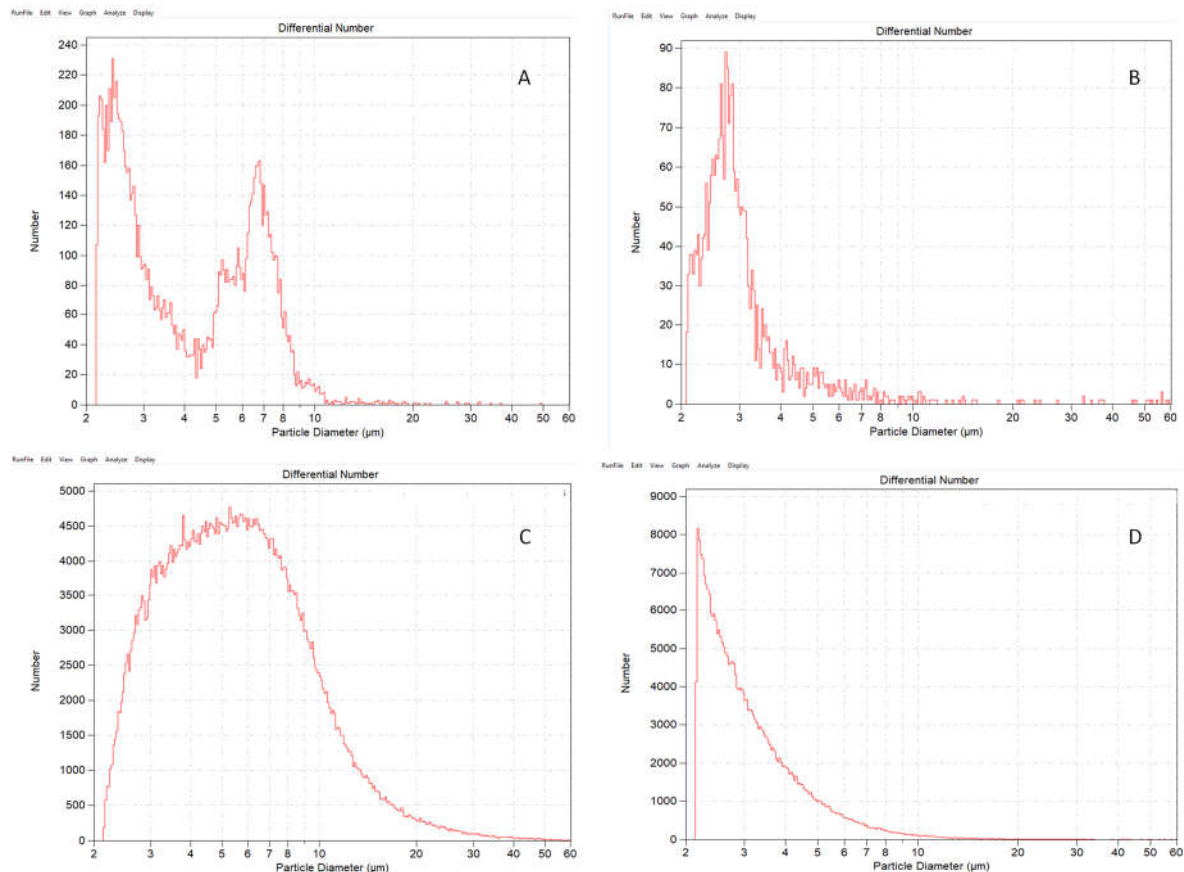 RunFile Edit View Graph Analyze Display
Differential Number
A
240
220
200
180
160
140
120
100
80
60
40
20
0
Number
2 3 4 5 6 7 8 10 20 30 40 50 60
Particle Diameter (µm)
RunFile Edit View Graph Analyze Display
Differential Number
B
90
80
70
60
50
40
30
20
10
0
Number
2 3 4 5 6 7 8 10 20 30 40 50 60
Particle Diameter (µm)
RunFile Edit View Graph Analyze Display
Differential Number
C
5000
4500
4000
3500
3000
2500
2000
1500
1000
500
0
Number
2 3 4 5 6 7 8 10 20 30 40 50 60
Particle Diameter (µm)
RunFile Edit View Graph Analyze Display
Differential Number
D
9000
8000
7000
6000
5000
4000
3000
2000
1000
0
Number
2 3 4 5 6 7 8 10 20 30 40 50 60
Particle Diameter (µm)